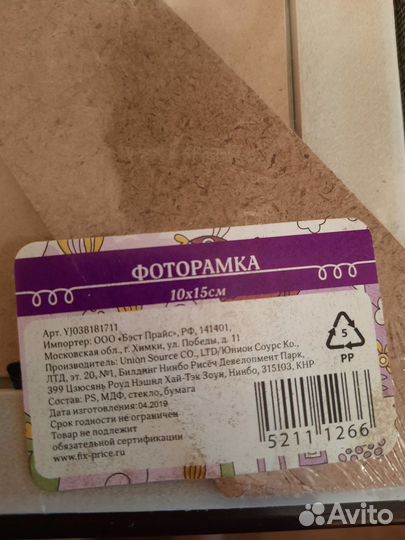 ФОТОРАМКА
10х15см
Арт. YJ038181711
Импортер: ООО «Бэст Прайс», РФ, 141401,
Московская обл., г. Химки, ул. Победы, д. 11
Производитель: Union Source CO., LTD/Юнион Соурс Ко.,
ЛТД, эт. 20, №1, Билдинг Нинбо Рисёч Девелопмент Парк,
399 Цзюсянь Роуд Нэшнл Хай-Тэк Зоун, Нинбо, 315103, КНР
Состав: PS, МДФ, стекло, бумага
Дата изготовления: 04.2019
Срок годности не ограничен
Товар не подлежит
обязательной сертификации
www.fix-price.ru
5
PP
5211 1266
Avito